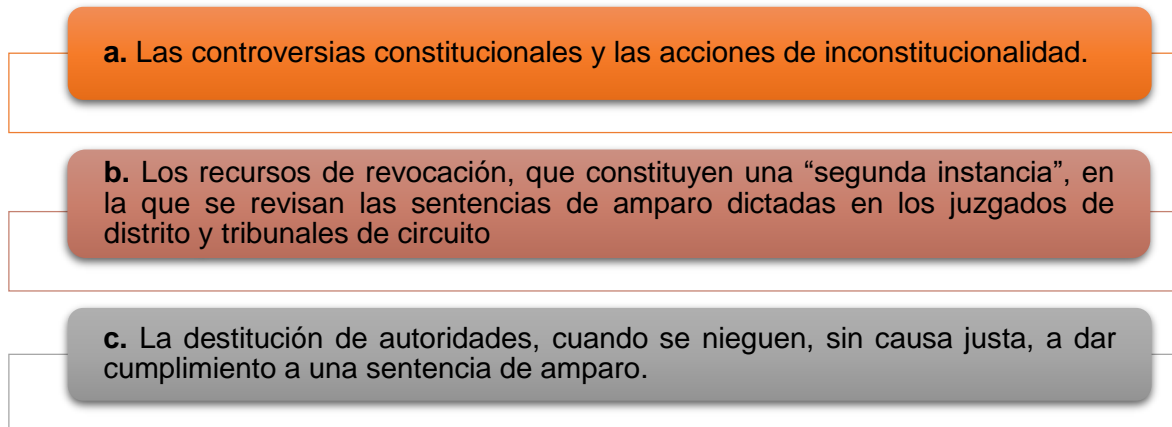 a. Las controversias constitucionales y las acciones de inconstitucionalidad.
b. Los recursos de revocación, que constituyen una “segunda instancia”, en
la que se revisan las sentencias de amparo dictadas en los juzgados de
distrito y tribunales de circuito
c. La destitución de autoridades, cuando se nieguen, sin causa justa, a dar
cumplimiento a una sentencia de amparo.